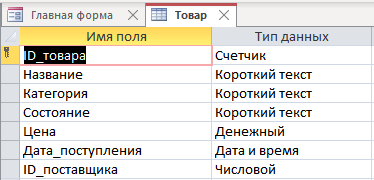 Главная форма Товар
Имя поля Тип данных
ID_товара Счетчик
Название Короткий текст
Категория Короткий текст
Состояние Короткий текст
Цена Денежный
Дата_поступления Дата и время
ID_поставщика Числовой